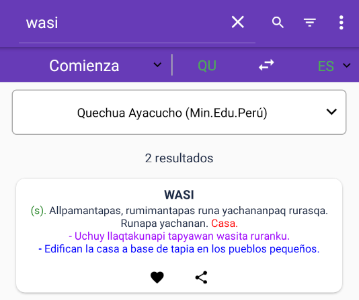 wasi
Comienza QU ES
Quechua Ayacucho (Min.Edu.Perú)
2 resultados
WASI
(s). Allpamantapas, rumimantapas runa yachananpaq rurasqa.
Runapa yachanan. Casa.
- Uchuy llaqtakunapi tapyawan wasita ruranku.
- Edifican la casa a base de tapia en los pueblos pequeños.